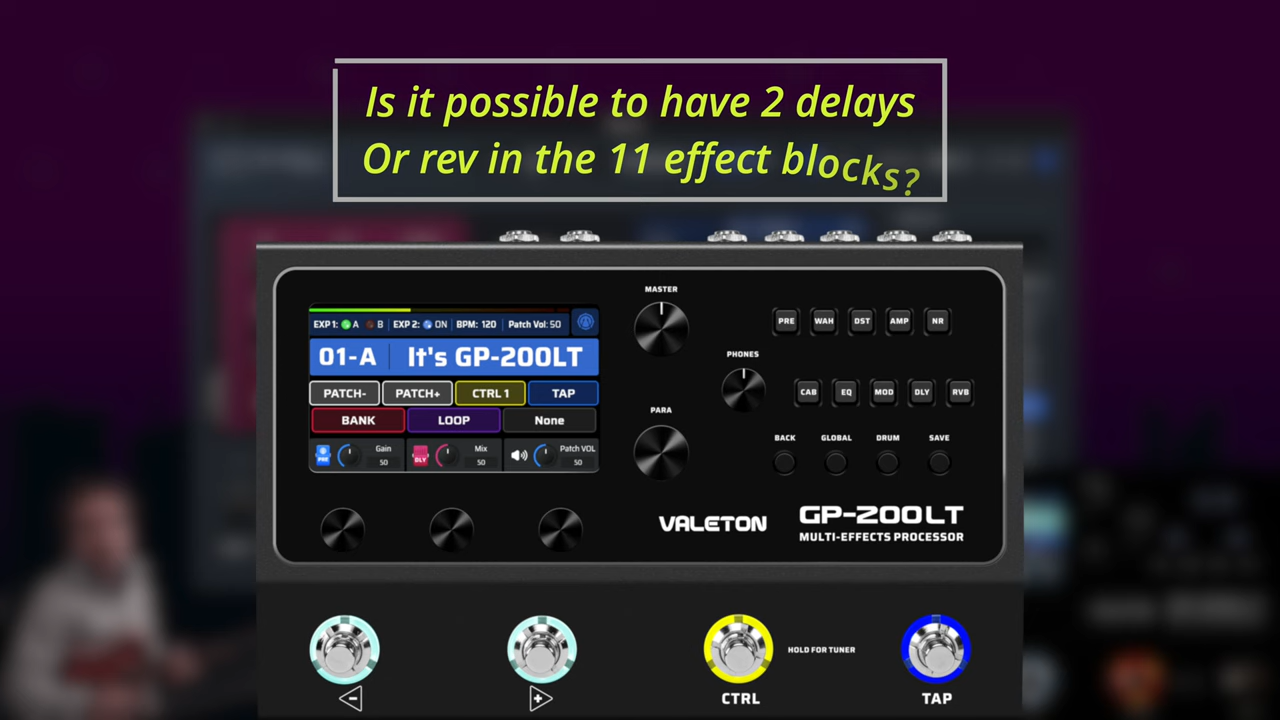 Is it possible to have 2 delays
Or rev in the 11 effect blocks?
MASTER
EXP 1: A B EXP 2: ON BPM: 120 Patch Vol: 50
PRE WAH DST AMP NR
01-A It's GP-200LT
PHONES
PATCH- PATCH+ CTRL 1 TAP
CAB EQ MOD DLY RVB
BANK LOOP None
PARA
BACK GLOBAL DRUM SAVE
PRE Gain 50 DLY Mix 50 Patch VOL 50
VALETON GP-200LT
MULTI-EFFECTS PROCESSOR
HOLD FOR TUNER
- + CTRL TAP